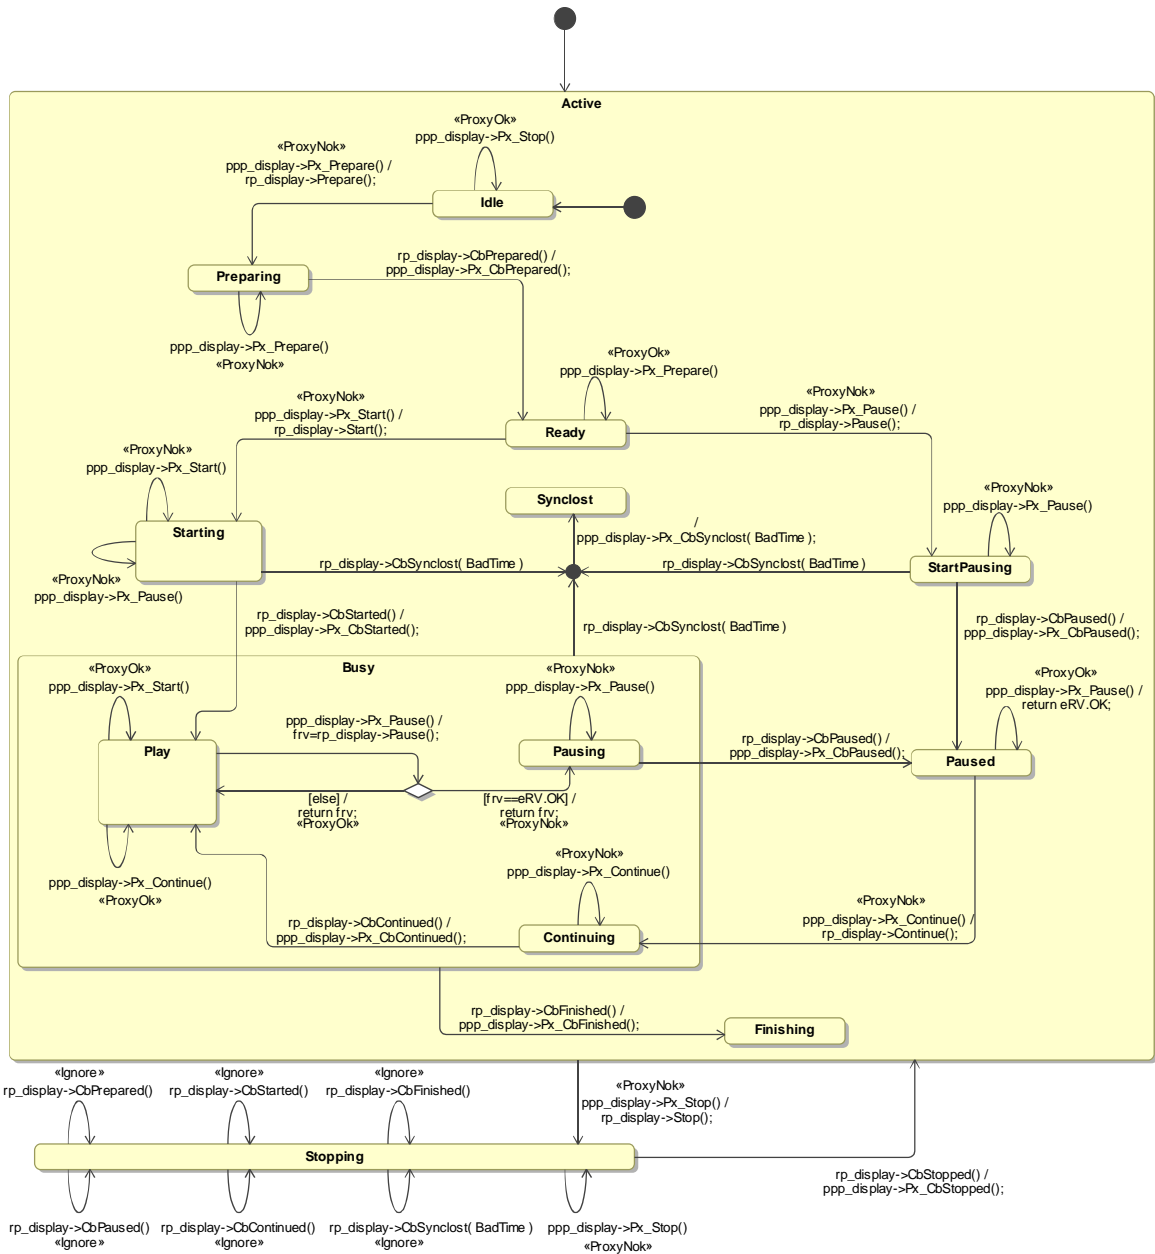 Active
«ProxyOk»
ppp_display->Px_Stop()
«ProxyNok»
ppp_display->Px_Prepare() /
rp_display->Prepare();
Idle
rp_display->CbPrepared() /
ppp_display->Px_CbPrepared();
Preparing
ppp_display->Px_Prepare()
«ProxyNok»
«ProxyOk»
ppp_display->Px_Prepare()
«ProxyNok»
ppp_display->Px_Start() /
rp_display->Start();
«ProxyNok»
ppp_display->Px_Pause() /
rp_display->Pause();
Ready
«ProxyNok»
ppp_display->Px_Start()
«ProxyNok»
ppp_display->Px_Pause()
Synclost
/
ppp_display->Px_CbSynclost( BadTime );
Starting
«ProxyNok»
ppp_display->Px_Pause()
rp_display->CbSynclost( BadTime )
rp_display->CbSynclost( BadTime )
StartPausing
rp_display->CbStarted() /
ppp_display->Px_CbStarted();
rp_display->CbSynclost( BadTime )
rp_display->CbPaused() /
ppp_display->Px_CbPaused();
Busy
«ProxyOk»
ppp_display->Px_Start()
«ProxyNok»
ppp_display->Px_Pause()
«ProxyOk»
ppp_display->Px_Pause() /
return eRV.OK;
ppp_display->Px_Pause() /
frv=rp_display->Pause();
Play
Pausing
rp_display->CbPaused() /
ppp_display->Px_CbPaused();
Paused
[else] /
return frv;
«ProxyOk»
[frv==eRV.OK] /
return frv;
«ProxyNok»
ppp_display->Px_Continue()
«ProxyOk»
«ProxyNok»
ppp_display->Px_Continue()
«ProxyNok»
ppp_display->Px_Continue() /
rp_display->Continue();
rp_display->CbContinued() /
ppp_display->Px_CbContinued();
Continuing
rp_display->CbFinished() /
ppp_display->Px_CbFinished();
Finishing
«Ignore»
rp_display->CbPrepared()
«Ignore»
rp_display->CbStarted()
«Ignore»
rp_display->CbFinished()
«ProxyNok»
ppp_display->Px_Stop() /
rp_display->Stop();
Stopping
rp_display->CbStopped() /
ppp_display->Px_CbStopped();
rp_display->CbPaused()
«Ignore»
rp_display->CbContinued()
«Ignore»
rp_display->CbSynclost( BadTime )
«Ignore»
ppp_display->Px_Stop()
«ProxyNok»